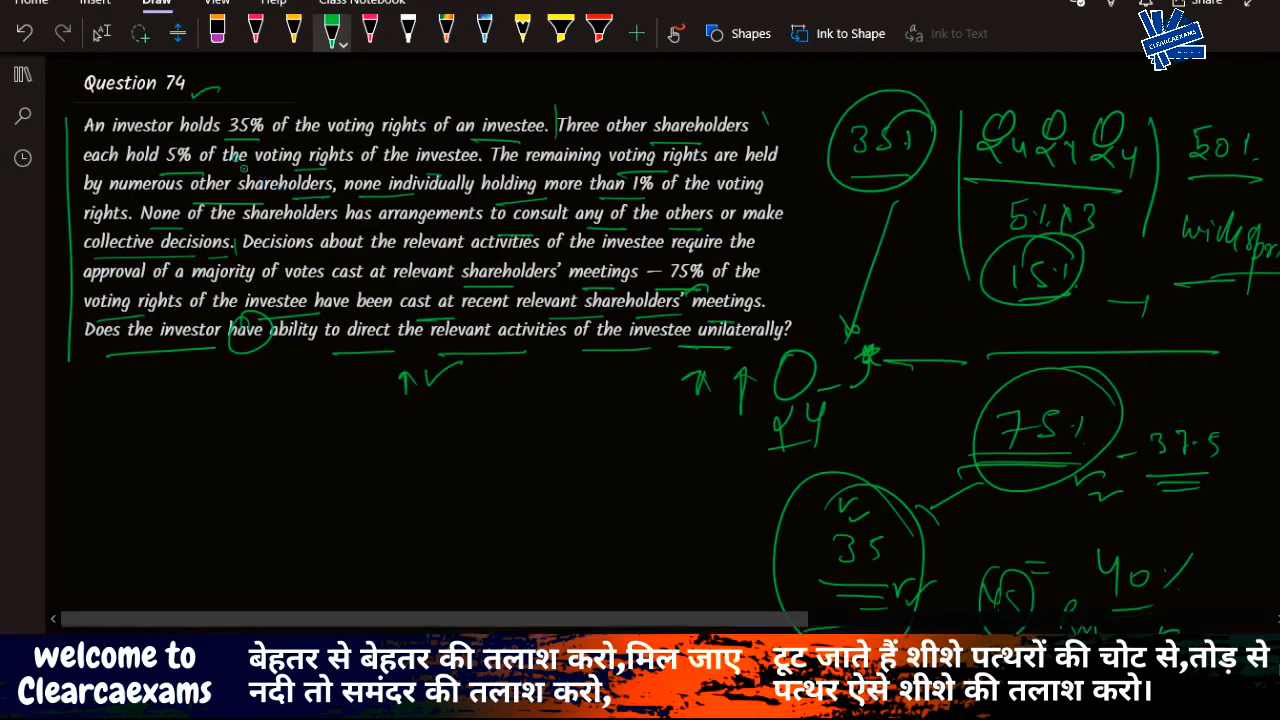 Home
Draw
View
Help
Class Notebook
Share
Shapes
Ink to Shape
Ink to Text
CLEARCAEXAMS
Question 74
An investor holds 35% of the voting rights of an investee. Three other shareholders
each hold 5% of the voting rights of the investee. The remaining voting rights are held
by numerous other shareholders, none individually holding more than 1% of the voting
rights. None of the shareholders has arrangements to consult any of the others or make
collective decisions. Decisions about the relevant activities of the investee require the
approval of a majority of votes cast at relevant shareholders' meetings – 75% of the
voting rights of the investee have been cast at recent relevant shareholders' meetings.
Does the investor have ability to direct the relevant activities of the investee unilaterally?
35%
50%
5% x 3
15%
75%
37.5
35
40%
welcome to
Clearcaexams
बेहतर से बेहतर की तलाश करो,मिल जाए
नदी तो समंदर की तलाश करो,
टूट जाते हैं शीशे पत्थरों की चोट से,तोड़ से
पत्थर ऐसे शीशे की तलाश करो।